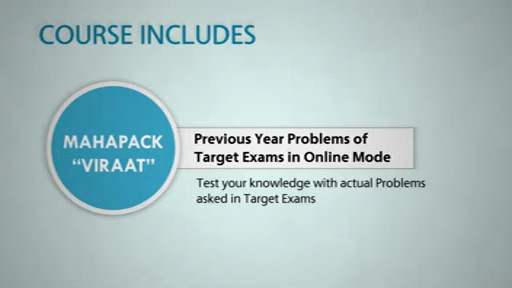 COURSE INCLUDES
MAHAPACK
“VIRAAT”
Previous Year Problems of
Target Exams in Online Mode
Test your knowledge with actual Problems
asked in Target Exams